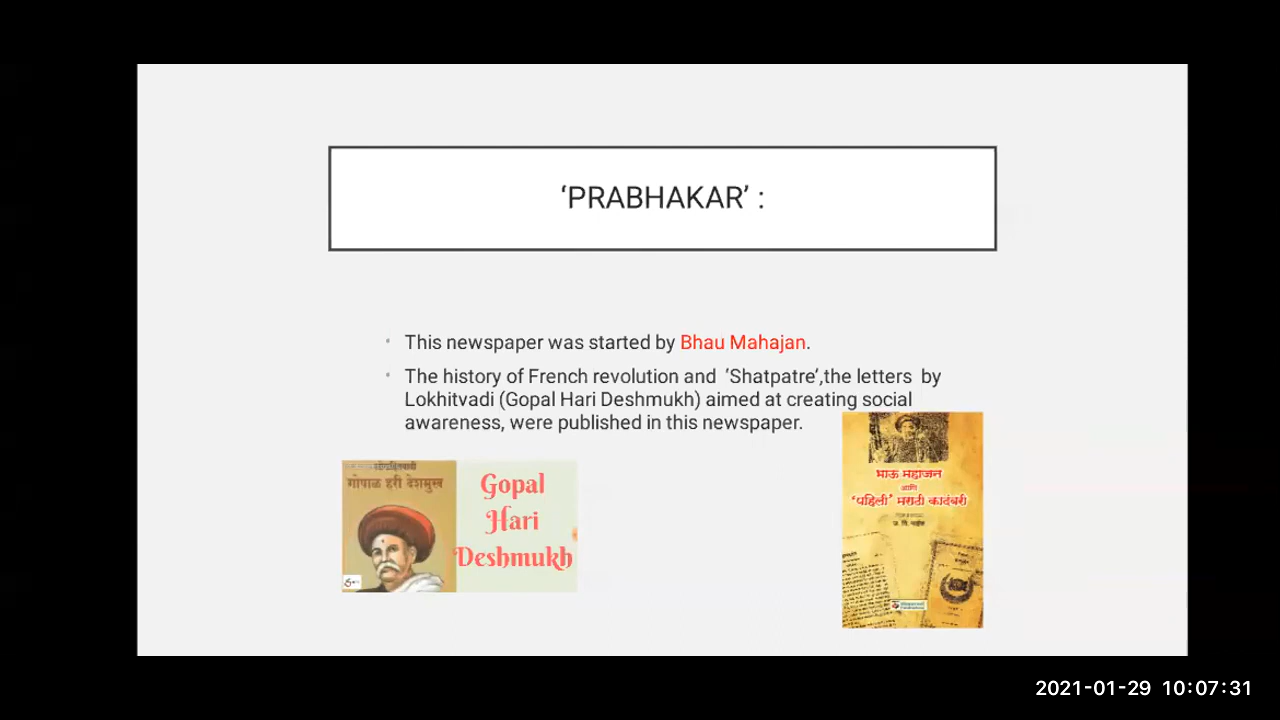 ‘PRABHAKAR’ :
This newspaper was started by Bhau Mahajan.
The history of French revolution and ‘Shatpatre‘,the letters by
Lokhitvadi (Gopal Hari Deshmukh) aimed at creating social
awareness, were published in this newspaper.
गोपाळ हरी देशमुख
Gopal
Hari
Deshmukh
भाऊ महाजन
आणि
‘पहिली’ मराठी कादंबरी
2021-01-29 10:07:31